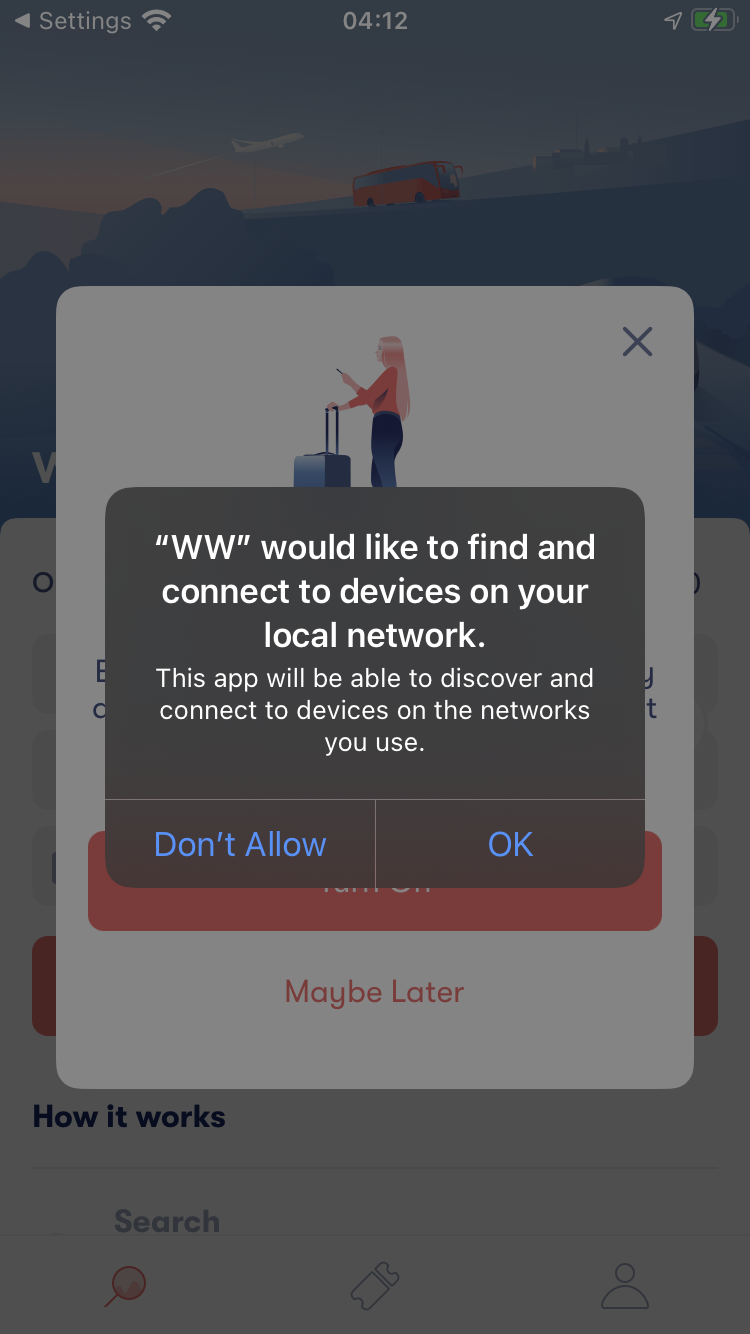 ◀ Settings
04:12
“WW” would like to find and
connect to devices on your
local network.
This app will be able to discover and
connect to devices on the networks
you use.
Don’t Allow
OK
Turn On
Maybe Later
How it works
Search